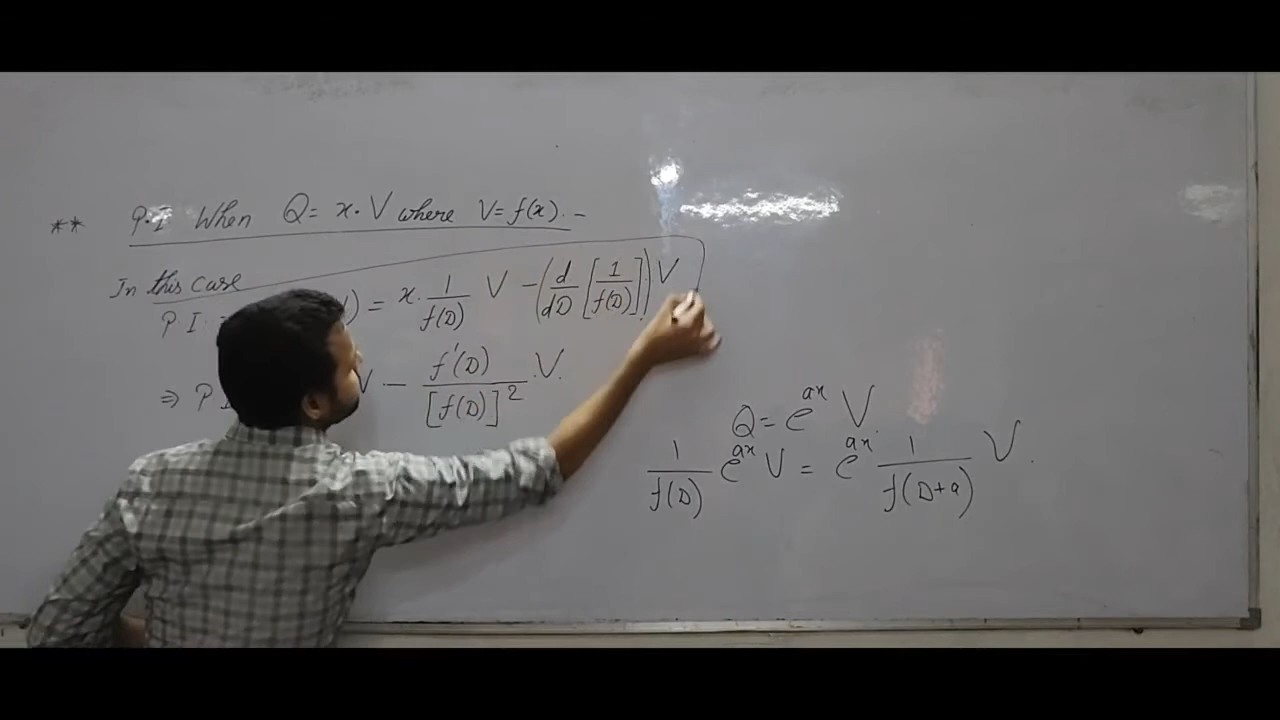 ** P.I When Q = x · V where V = f(x) . -
In this case
P.I. = ) = x · 1/f(D) V - (d/dD [1/f(D)]) V
⇒ P I V - f'(D)/[f(D)]² . V.
Q = e^{ax} V
1/f(D) e^{ax} V = e^{ax} . 1/f(D+a) V .